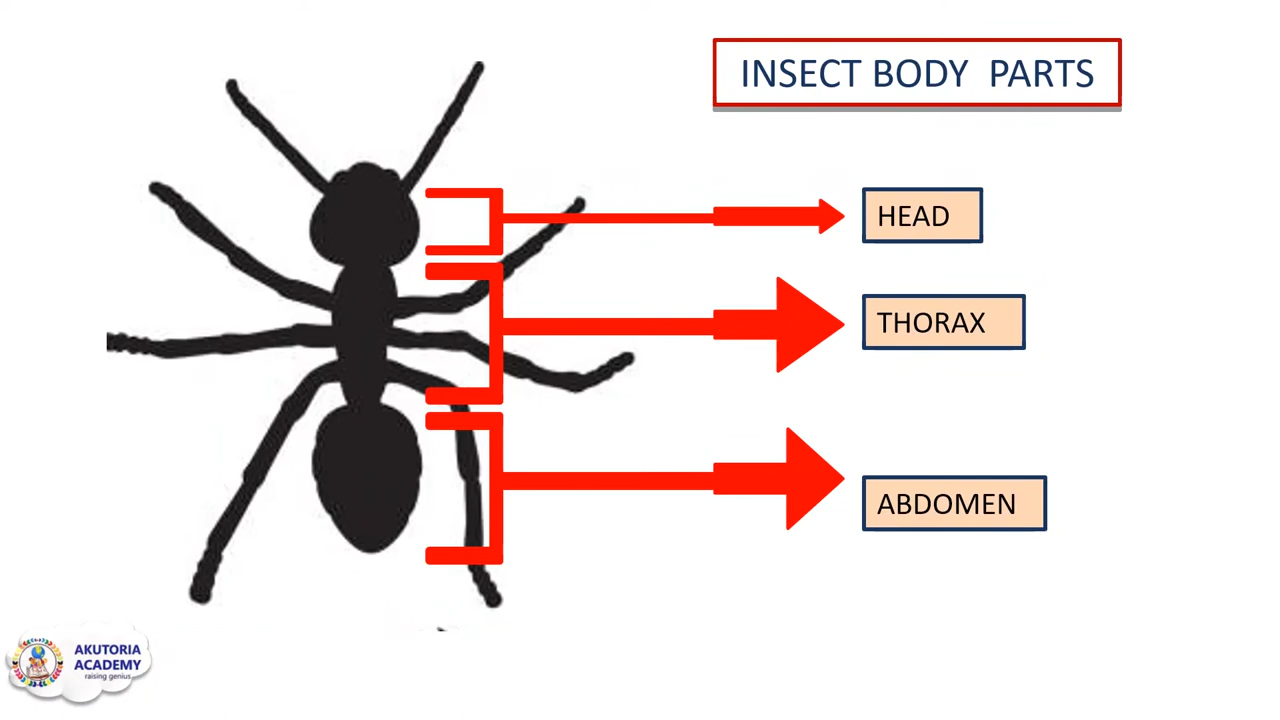 INSECT BODY PARTS
HEAD
THORAX
ABDOMEN
AKUTORIA
ACADEMY
raising genius